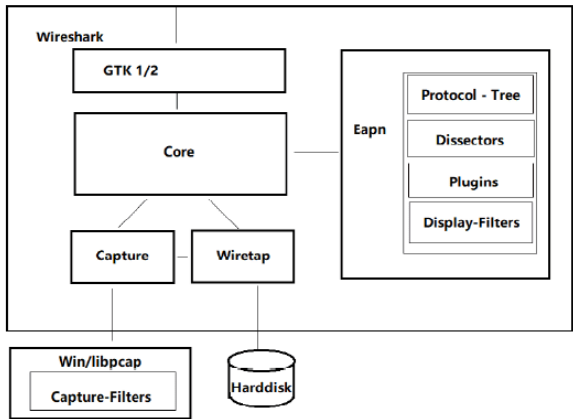 Wireshark
GTK 1/2
Core
Eapn
Protocol - Tree
Dissectors
Plugins
Display-Filters
Capture
Wiretap
Win/libpcap
Capture-Filters
Harddisk